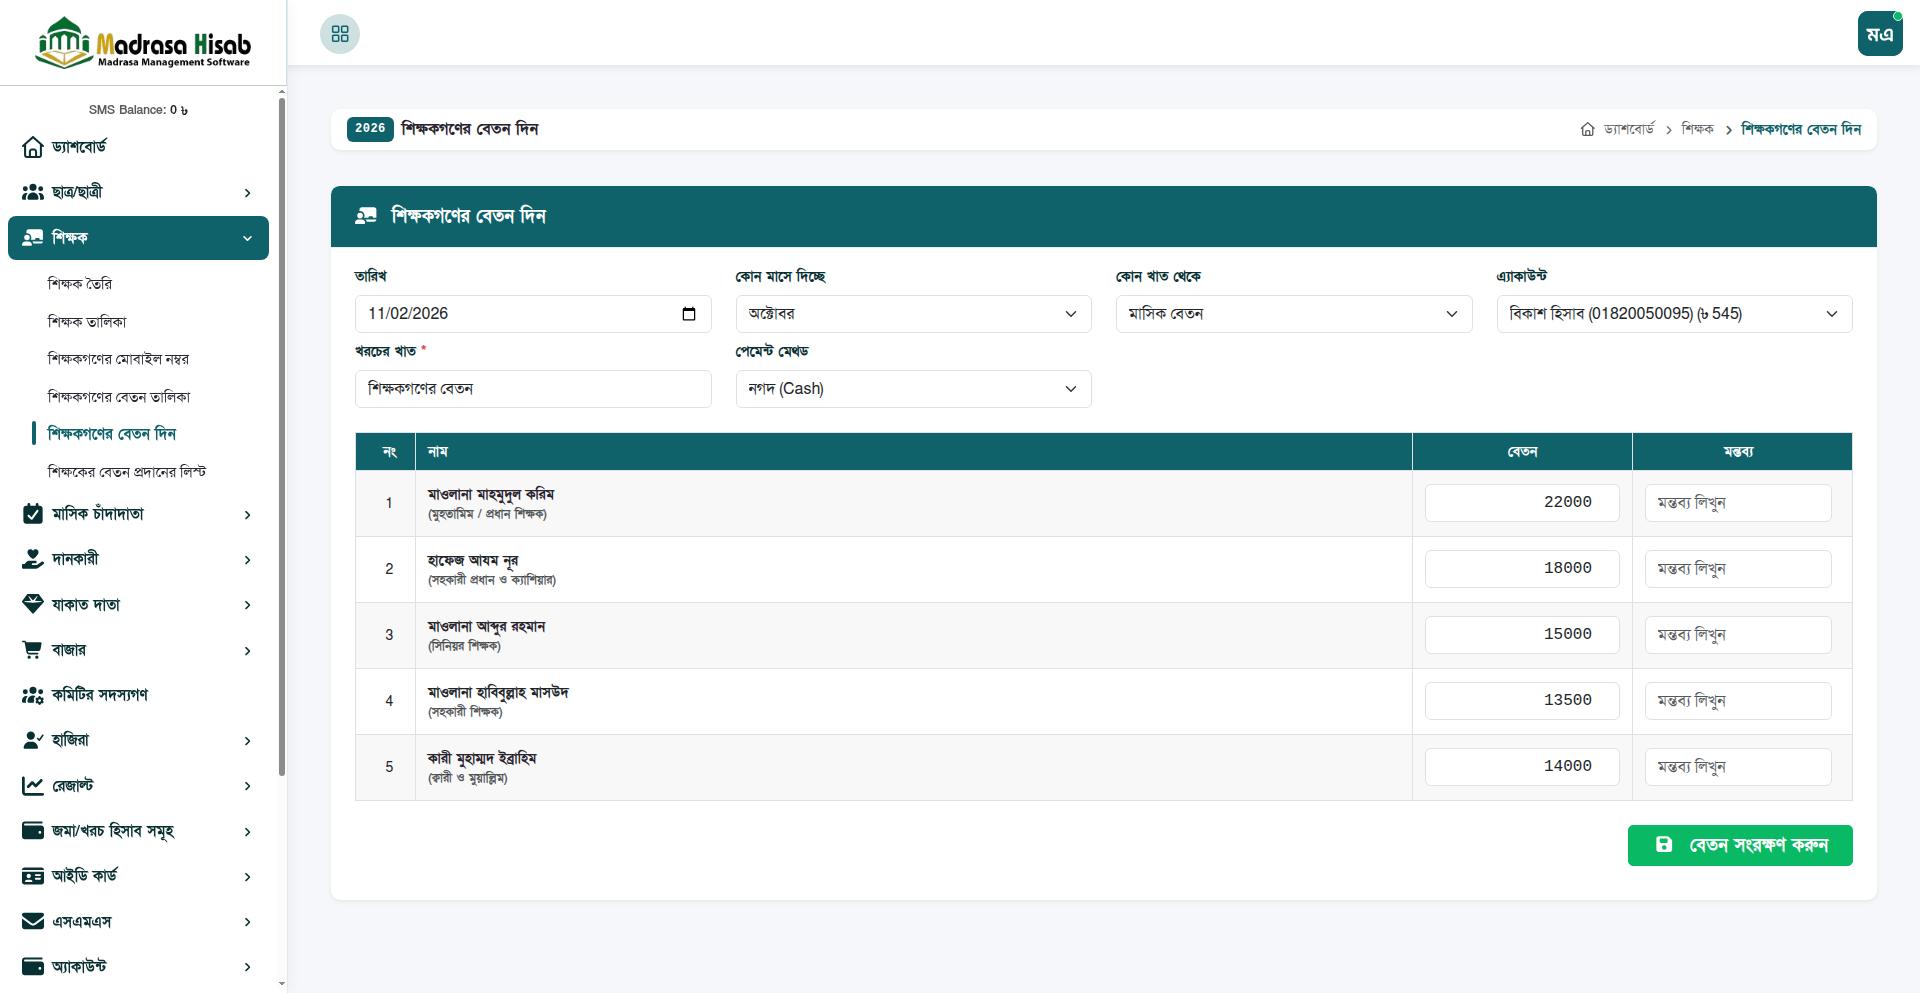 Madrasa Hisab
Madrasa Management Software
SMS Balance: 0 ৳
ড্যাশবোর্ড
ছাত্র/ছাত্রী
শিক্ষক
শিক্ষক তৈরি
শিক্ষক তালিকা
শিক্ষকগণের মোবাইল নম্বর
শিক্ষকগণের বেতন তালিকা
শিক্ষকগণের বেতন দিন
শিক্ষকের বেতন প্রদানের লিস্ট
মাসিক চাঁদাদাতা
দানকারী
যাকাত দাতা
বাজার
কমিটির সদস্যগণ
হাজিরা
রেজাল্ট
জমা/খরচ হিসাব সমূহ
আইডি কার্ড
এসএমএস
অ্যাকাউন্ট
মএ
2026 শিক্ষকগণের বেতন দিন
ড্যাশবোর্ড > শিক্ষক > শিক্ষকগণের বেতন দিন
শিক্ষকগণের বেতন দিন
তারিখ কোন মাসে দিচ্ছে কোন খাত থেকে এ্যাকাউন্ট
11/02/2026 অক্টোবর মাসিক বেতন বিকাশ হিসাব (01820050095) (৳ 545)
খরচের খাত * পেমেন্ট মেথড
শিক্ষকগণের বেতন নগদ (Cash)
নং নাম বেতন মন্তব্য
1 মাওলানা মাহমুদুল করিম 22000 মন্তব্য লিখুন
(মুহতামিম / প্রধান শিক্ষক)
2 হাফেজ আযম নূর 18000 মন্তব্য লিখুন
(সহকারী প্রধান ও ক্যাশিয়ার)
3 মাওলানা আব্দুর রহমান 15000 মন্তব্য লিখুন
(সিনিয়র শিক্ষক)
4 মাওলানা হাবিবুল্লাহ মাসউদ 13500 মন্তব্য লিখুন
(সহকারী শিক্ষক)
5 কারী মুহাম্মদ ইব্রাহিম 14000 মন্তব্য লিখুন
(ক্বারী ও মুয়াল্লিম)
বেতন সংরক্ষণ করুন